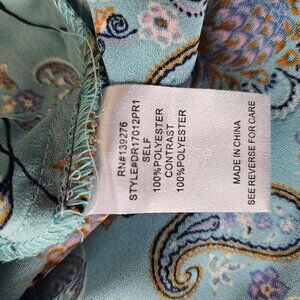 RN#139276
STYLE#DR17012PR1
SELF
100%POLYESTER
CONTRAST
100%POLYESTER
MADE IN CHINA
SEE REVERSE FOR CARE